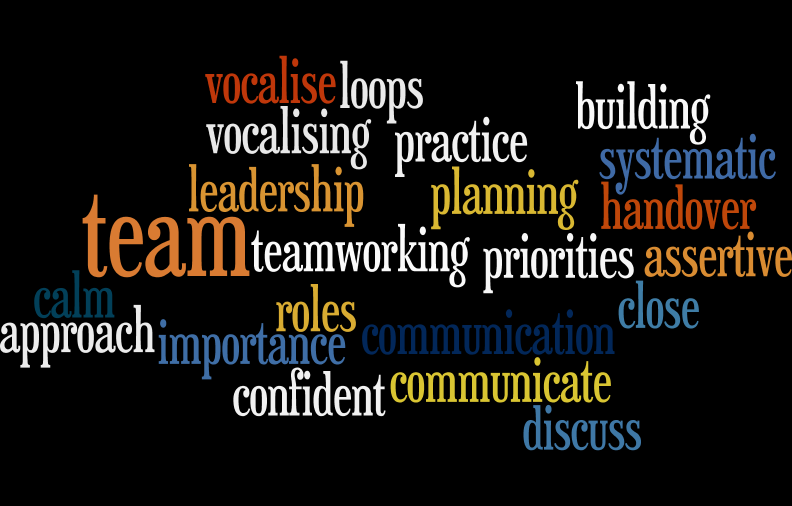 vocalise loops
building
vocalising practice
systematic
leadership planning handover
team teamworking priorities assertive
calm roles close
approach importance communication
confident communicate
discuss